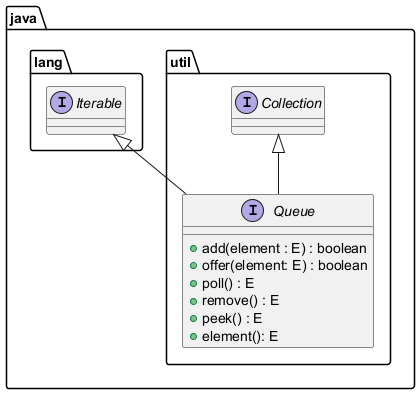 java
lang
util
I Iterable
I Collection
I Queue
add(element : E) : boolean
offer(element: E) : boolean
poll() : E
remove() : E
peek() : E
element(): E